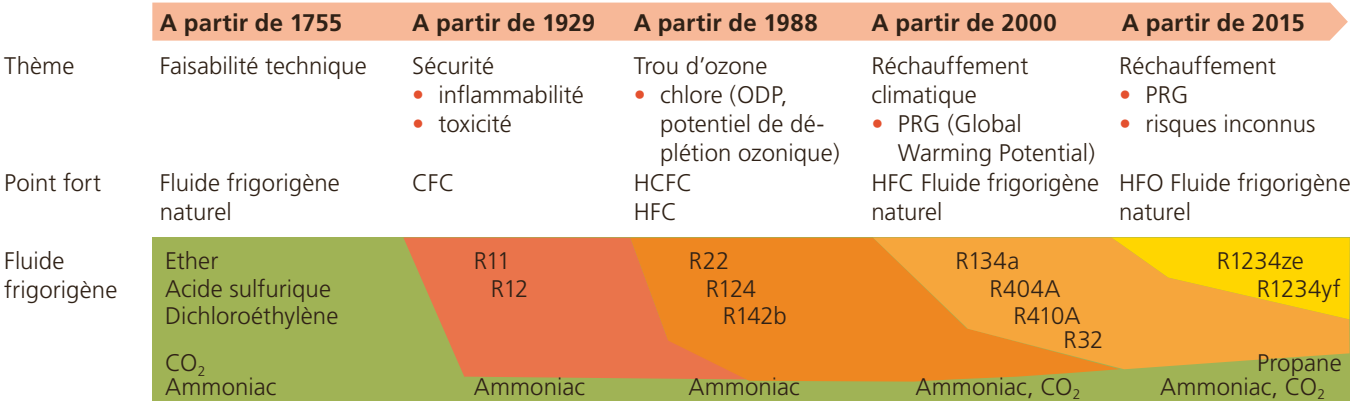 A partir de 1755 A partir de 1929 A partir de 1988 A partir de 2000 A partir de 2015
Thème Faisabilité technique Sécurité Trou d'ozone Réchauffement Réchauffement
• inflammabilité • chlore (ODP, climatique • PRG
• toxicité potentiel de dé- • PRG (Global • risques inconnus
plétion ozonique) Warming Potential)
Point fort Fluide frigorigène CFC HCFC HFC Fluide frigorigène HFO Fluide frigorigène
naturel HFC naturel naturel
Fluide Ether R11 R22 R134a R1234ze
frigorigène Acide sulfurique R12 R124 R404A R1234yf
Dichloroéthylène R142b R410A
R32
CO₂ Propane
Ammoniac Ammoniac Ammoniac Ammoniac, CO₂ Ammoniac, CO₂